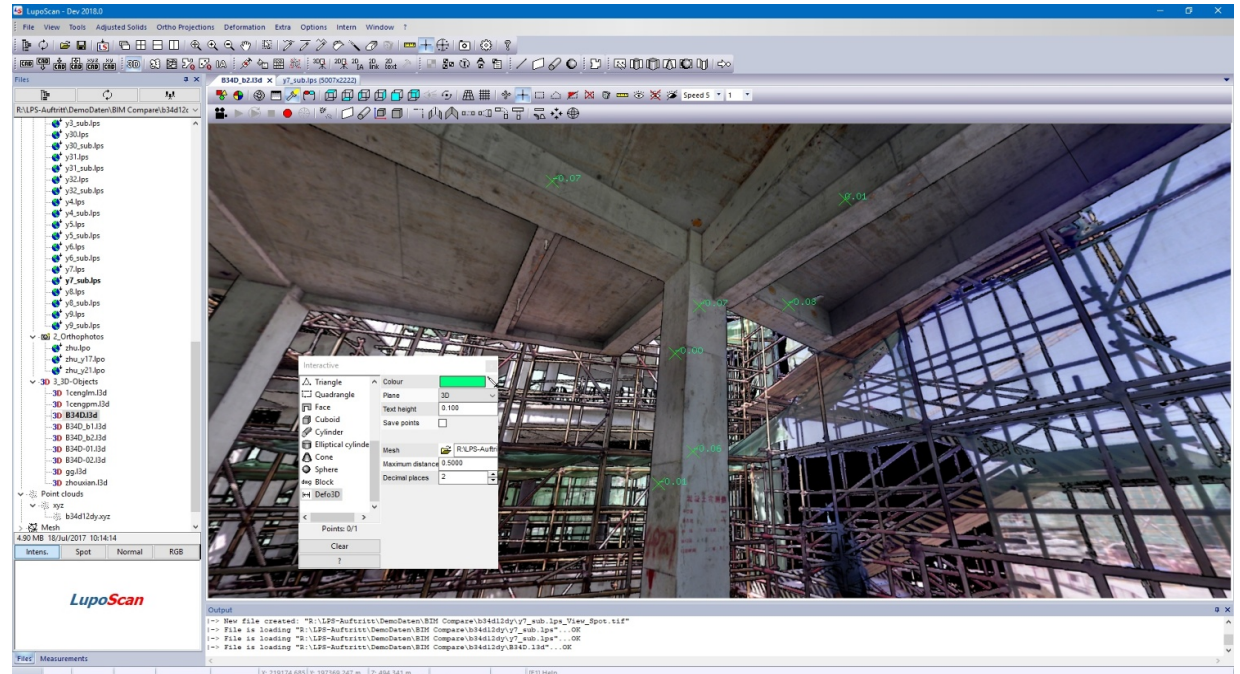 LupoScan - Dev 2018.0
File View Tools Adjusted Solids Ortho Projections Deformation Extra Options Intern Window ?
Files
R:\LPS-Auftritt\DemoDaten\BIM Compare\b34d12c
y3_sub.lps
y30.lps
y30_sub.lps
y31.lps
y31_sub.lps
y32.lps
y32_sub.lps
y4.lps
y4_sub.lps
y5.lps
y5_sub.lps
y6.lps
y6_sub.lps
y7.lps
y7_sub.lps
y8.lps
y8_sub.lps
y9.lps
y9_sub.lps
2_Orthophotos
zhu.lpo
zhu_y17.lpo
zhu_y21.lpo
3D 3_3D-Objects
3D 1cenglm.l3d
3D 1cengpm.l3d
3D B34D.l3d
3D B34D_b1.l3d
3D B34D_b2.l3d
3D B34D-01.l3d
3D B34D-02.l3d
3D gg.l3d
3D zhouxian.l3d
Point clouds
xyz
b34d12dy.xyz
Mesh
4.90 MB 18/Jul/2017 10:14:14
Intens. Spot Normal RGB
LupoScan
Files Measurements
B34D_b2.l3d x y7_sub.lps (5007x2222)
Speed 5 1
-0.07
0.01
-0.07
-0.03
0.00
-0.06
-0.01
Interactive
Triangle
Quadrangle
Face
Cuboid
Cylinder
Elliptical cylinde
Cone
Sphere
Block
Defo3D
Points: 0/1
Clear
?
Colour
Plane 3D
Text height 0.100
Save points
Mesh R:\LPS-Auftri
Maximum distance 0.5000
Decimal places 2
Output
|-> New file created: "R:\LPS-Auftritt\DemoDaten\BIM Compare\b34d12dy\y7_sub.lps_View_Spot.tif"
|-> File is loading "R:\LPS-Auftritt\DemoDaten\BIM Compare\b34d12dy\y7_sub.lps"...OK
|-> File is loading "R:\LPS-Auftritt\DemoDaten\BIM Compare\b34d12dy\y7_sub.lps"...OK
|-> File is loading "R:\LPS-Auftritt\DemoDaten\BIM Compare\b34d12dy\B34D.l3d"...OK